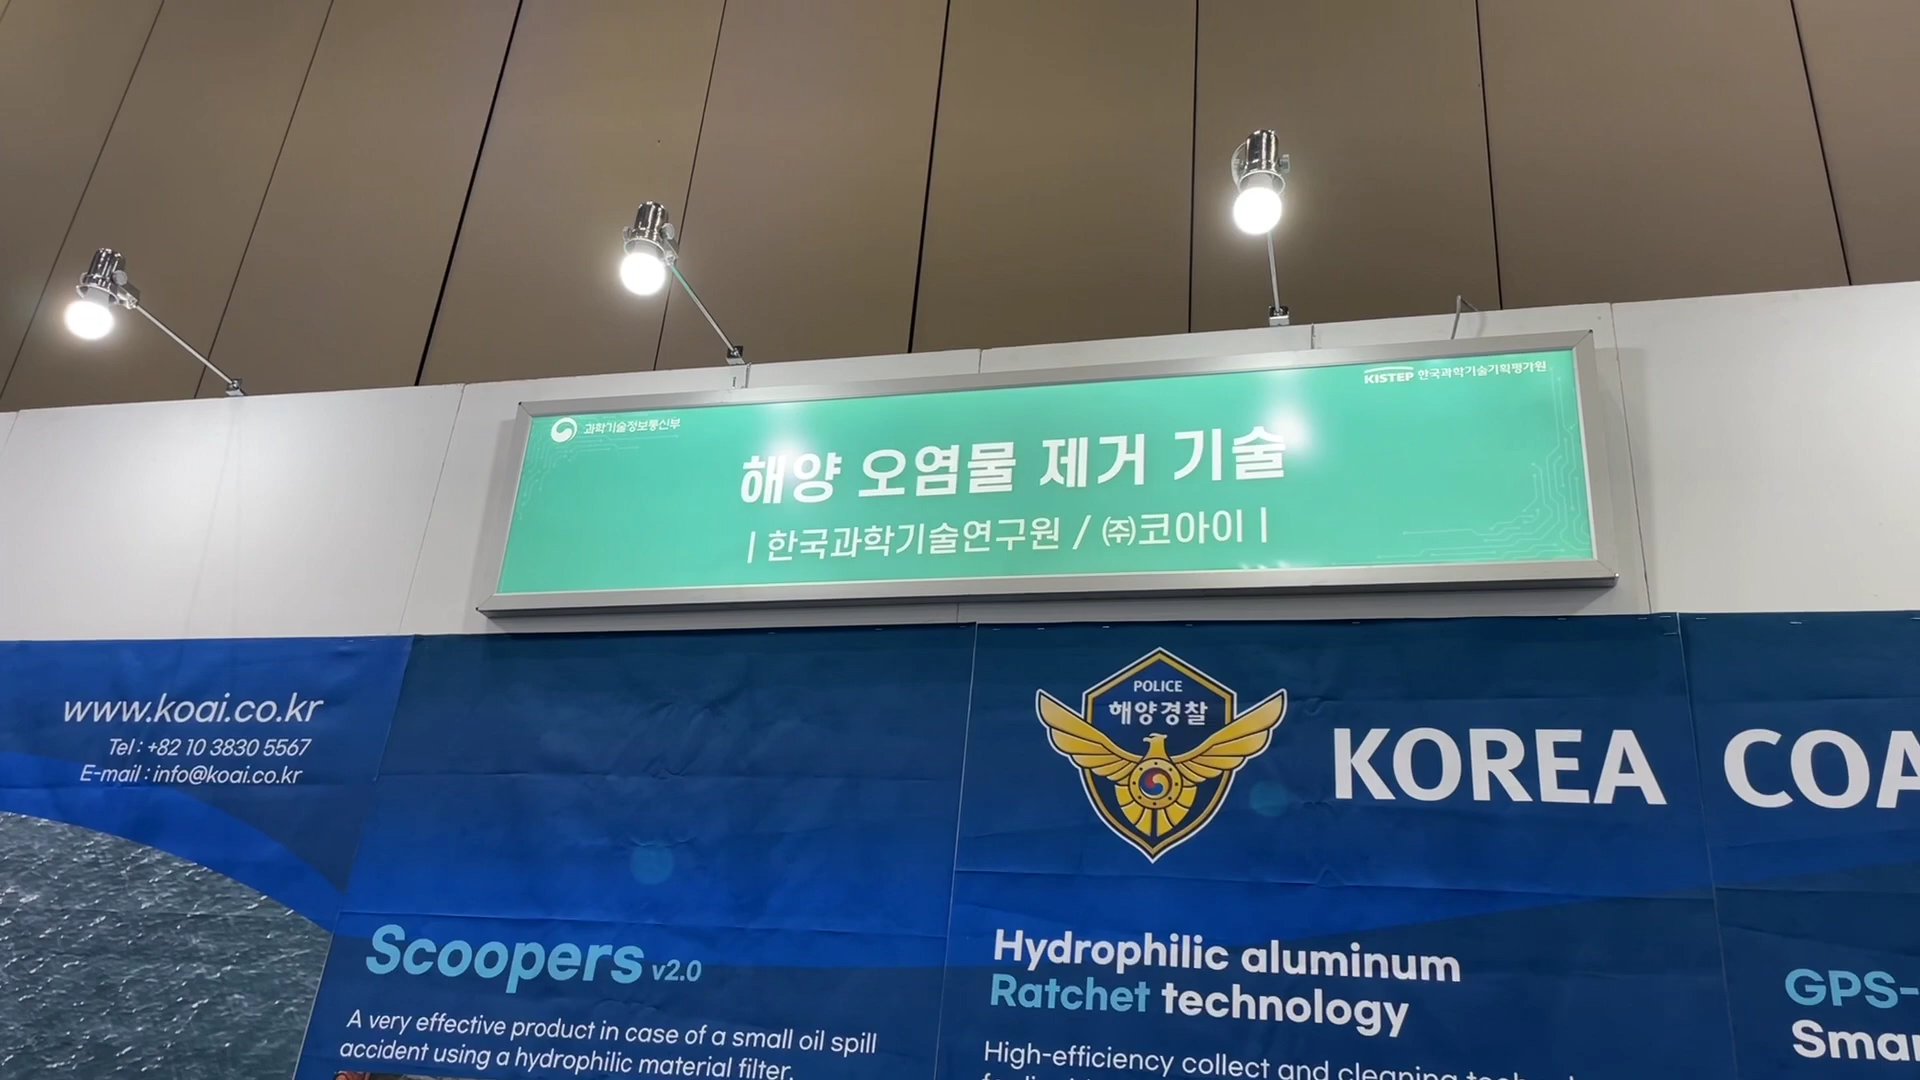 과학기술정보통신부
KISTEP 한국과학기술기획평가원
해양 오염물 제거 기술
| 한국과학기술연구원 / ㈜코아이 |
www.koai.co.kr
Tel : +82 10 3830 5567
E-mail : info@koai.co.kr
Scoopers v2.0
A very effective product in case of a small oil spill
accident using a hydrophilic material filter.
POLICE
해양경찰
KOREA COA
Hydrophilic aluminum
Ratchet technology
High-efficiency collect and cleaning
GPS-
Smar